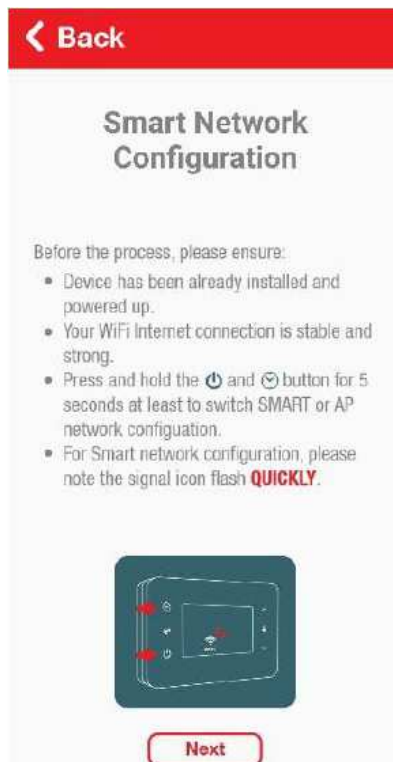 Back
Smart Network
Configuration
Before the process, please ensure:
• Device has been already installed and
powered up.
• Your WiFi Internet connection is stable and
strong.
• Press and hold the and button for 5
seconds at least to switch SMART or AP
network configuation.
• For Smart network configuration, please
note the signal icon flash QUICKLY.
Next